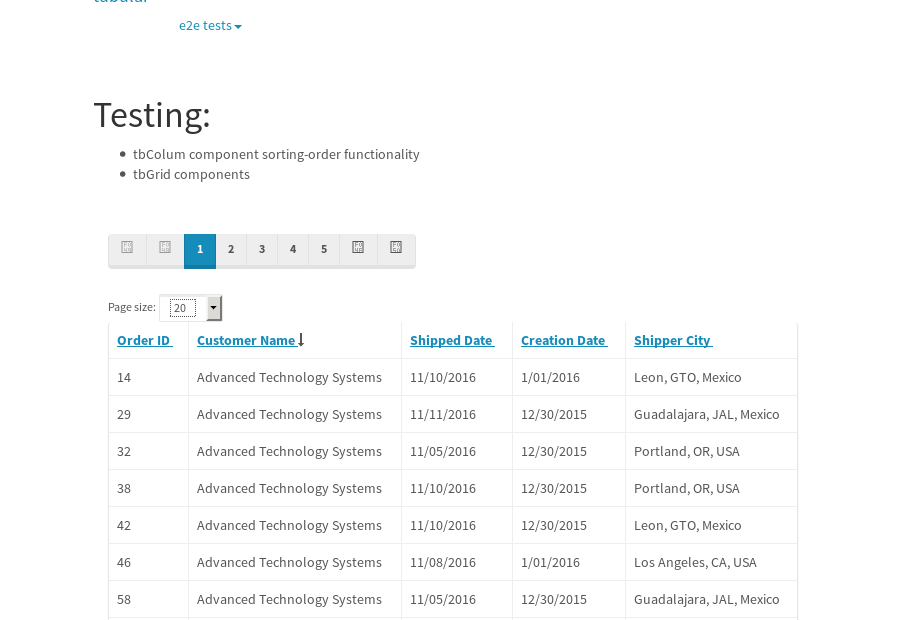 tabular
e2e tests
Testing:
tbColum component sorting-order functionality
tbGrid components
1 2 3 4 5
Page size: 20
Order ID Customer Name Shipped Date Creation Date Shipper City
14 Advanced Technology Systems 11/10/2016 1/01/2016 Leon, GTO, Mexico
29 Advanced Technology Systems 11/11/2016 12/30/2015 Guadalajara, JAL, Mexico
32 Advanced Technology Systems 11/05/2016 12/30/2015 Portland, OR, USA
38 Advanced Technology Systems 11/10/2016 12/30/2015 Portland, OR, USA
42 Advanced Technology Systems 11/10/2016 12/30/2015 Leon, GTO, Mexico
46 Advanced Technology Systems 11/08/2016 1/01/2016 Los Angeles, CA, USA
58 Advanced Technology Systems 11/05/2016 12/30/2015 Guadalajara, JAL, Mexico